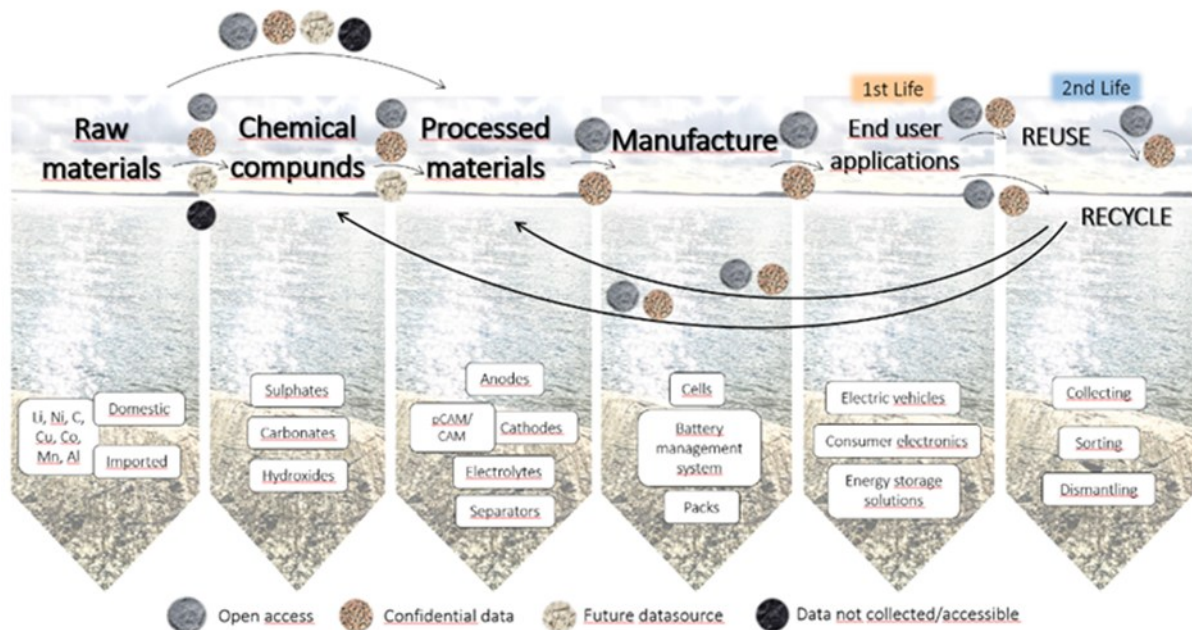 1st Life
2nd Life
Raw
materials
Chemical
compunds
Processed
materials
Manufacture
End user
applications
REUSE
RECYCLE
Li, Ni, C,
Cu, Co,
Mn, Al
Domestic
Imported
Sulphates
Carbonates
Hydroxides
Anodes
pCAM/
CAM
Cathodes
Electrolytes
Separators
Cells
Battery
management
system
Packs
Electric vehicles
Consumer electronics
Energy storage
solutions
Collecting
Sorting
Dismantling
Open access
Confidential data
Future datasource
Data not collected/accessible